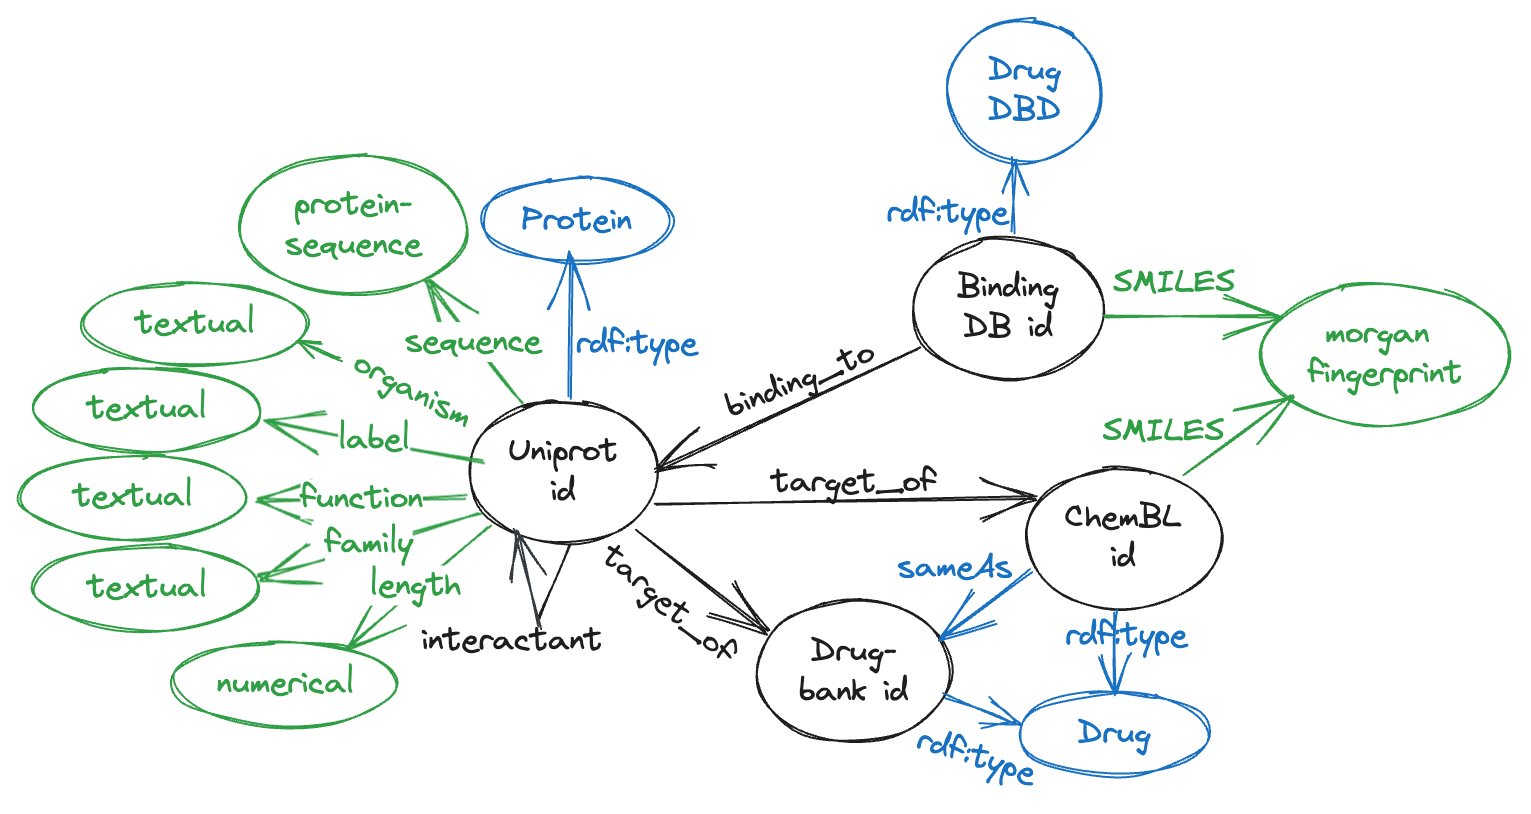 Drug
DBD
rdf:type
protein-
sequence
Protein
textual
organism
sequence
rdf:type
Binding
DB id
SMILES
morgan
fingerprint
binding_to
textual
label
Uniprot
id
SMILES
target_of
textual
function
ChemBL
id
family
textual
length
sameAs
target_of
interactant
rdf:type
numerical
Drug-
bank id
rdf:type
Drug